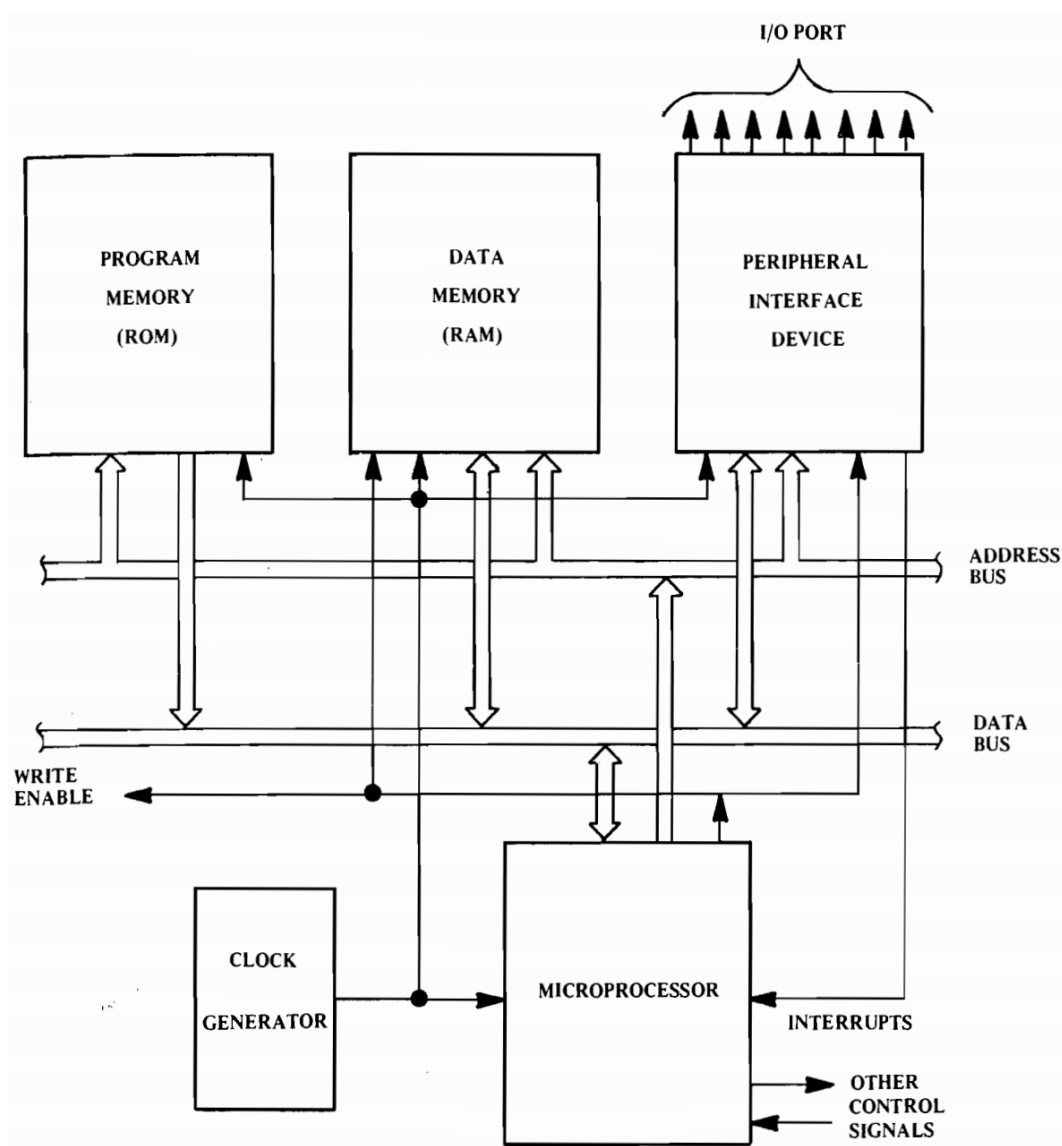 I/O PORT
PROGRAM
MEMORY
(ROM)
DATA
MEMORY
(RAM)
PERIPHERAL
INTERFACE
DEVICE
ADDRESS
BUS
DATA
BUS
WRITE
ENABLE
CLOCK
GENERATOR
MICROPROCESSOR
INTERRUPTS
OTHER
CONTROL
SIGNALS